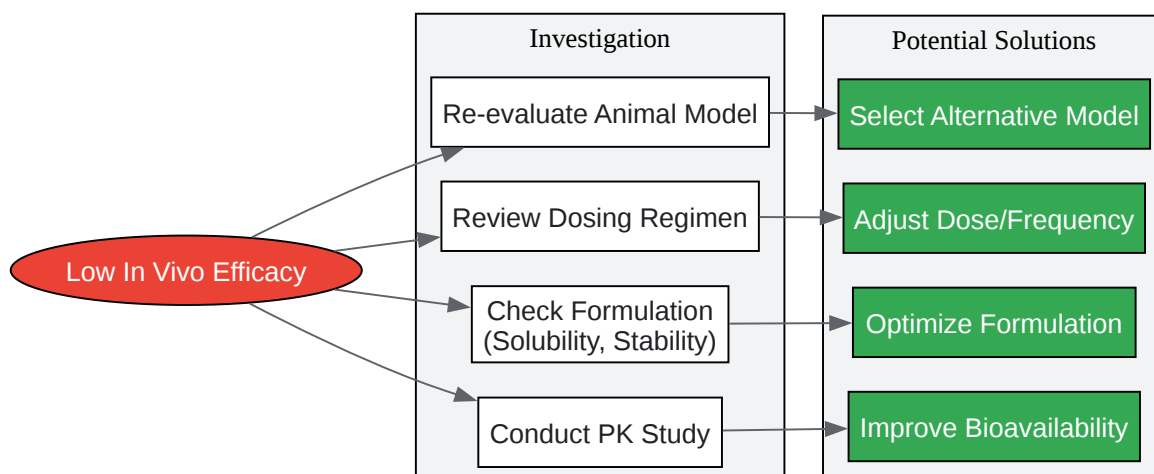 Investigation
Potential Solutions
Re-evaluate Animal Model
Select Alternative Model
Review Dosing Regimen
Adjust Dose/Frequency
Low In Vivo Efficacy
Check Formulation
(Solubility, Stability)
Optimize Formulation
Conduct PK Study
Improve Bioavailability